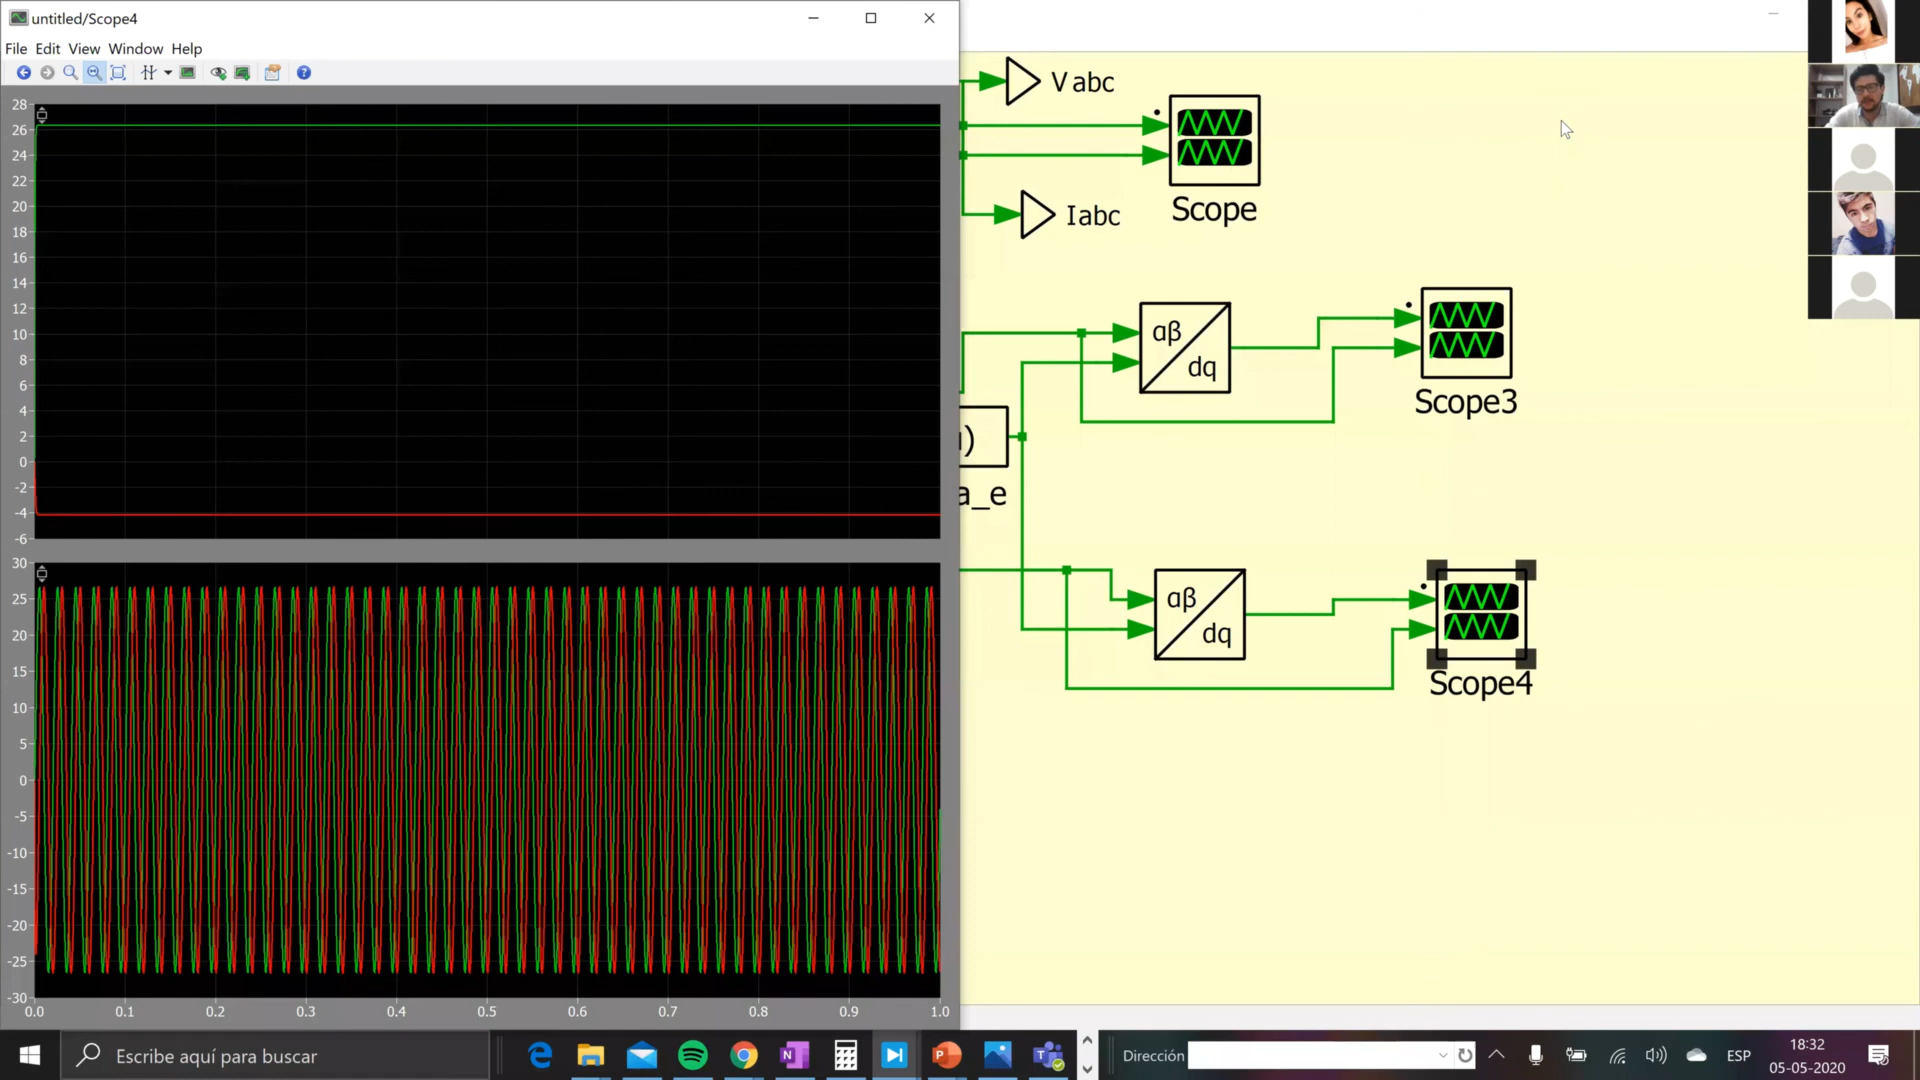 untitled/Scope4
File Edit View Window Help
28
26
24
22
20
18
16
14
12
10
8
6
4
2
0
-2
-4
-6
30
25
20
15
10
5
0
-5
-10
-15
-20
-25
-30
0.0 0.1 0.2 0.3 0.4 0.5 0.6 0.7 0.8 0.9 1.0
V abc
Scope
Iabc
αβ
dq
Scope3
)
a_e
αβ
dq
Scope4
Escribe aquí para buscar
Dirección
ESP
18:32
05-05-2020